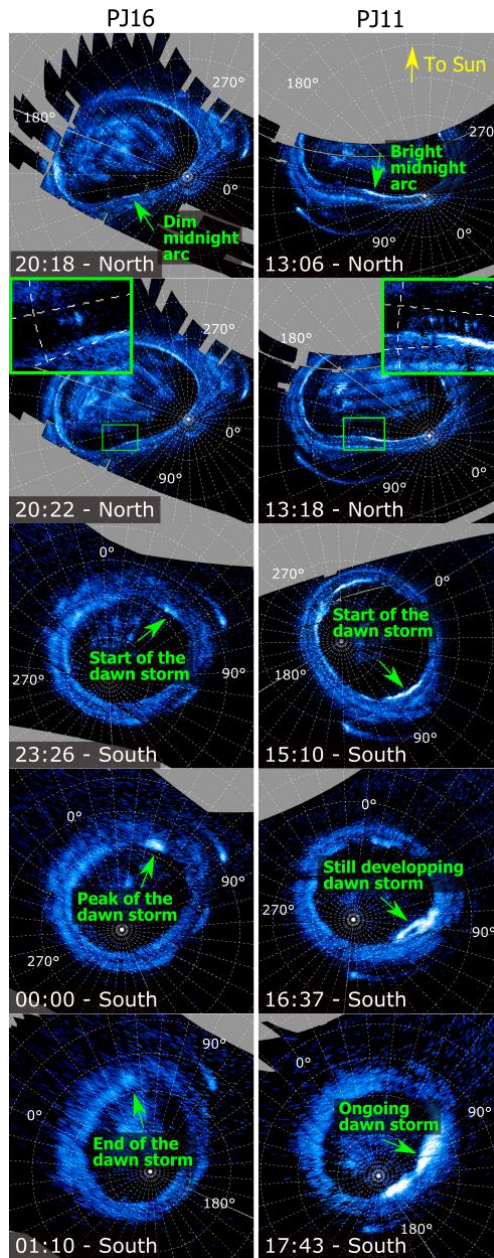 PJ16
PJ11
270°
180°
0°
Dim
midnight
arc
20:18 - North
To Sun
180°
270°
Bright
midnight
arc
0°
90°
13:06 - North
270°
0°
90°
20:22 - North
180°
270°
0°
90°
13:18 - North
0°
Start of the
dawn storm
90°
270°
23:26 - South
270°
0°
Start of the
dawn storm
180°
90°
15:10 - South
0°
90°
Peak of the
dawn storm
270°
00:00 - South
0°
Still developping
dawn storm
270°
90°
180°
16:37 - South
90°
0°
End of the
dawn storm
180°
01:10 - South
0°
90°
Ongoing
dawn storm
180°
17:43 - South